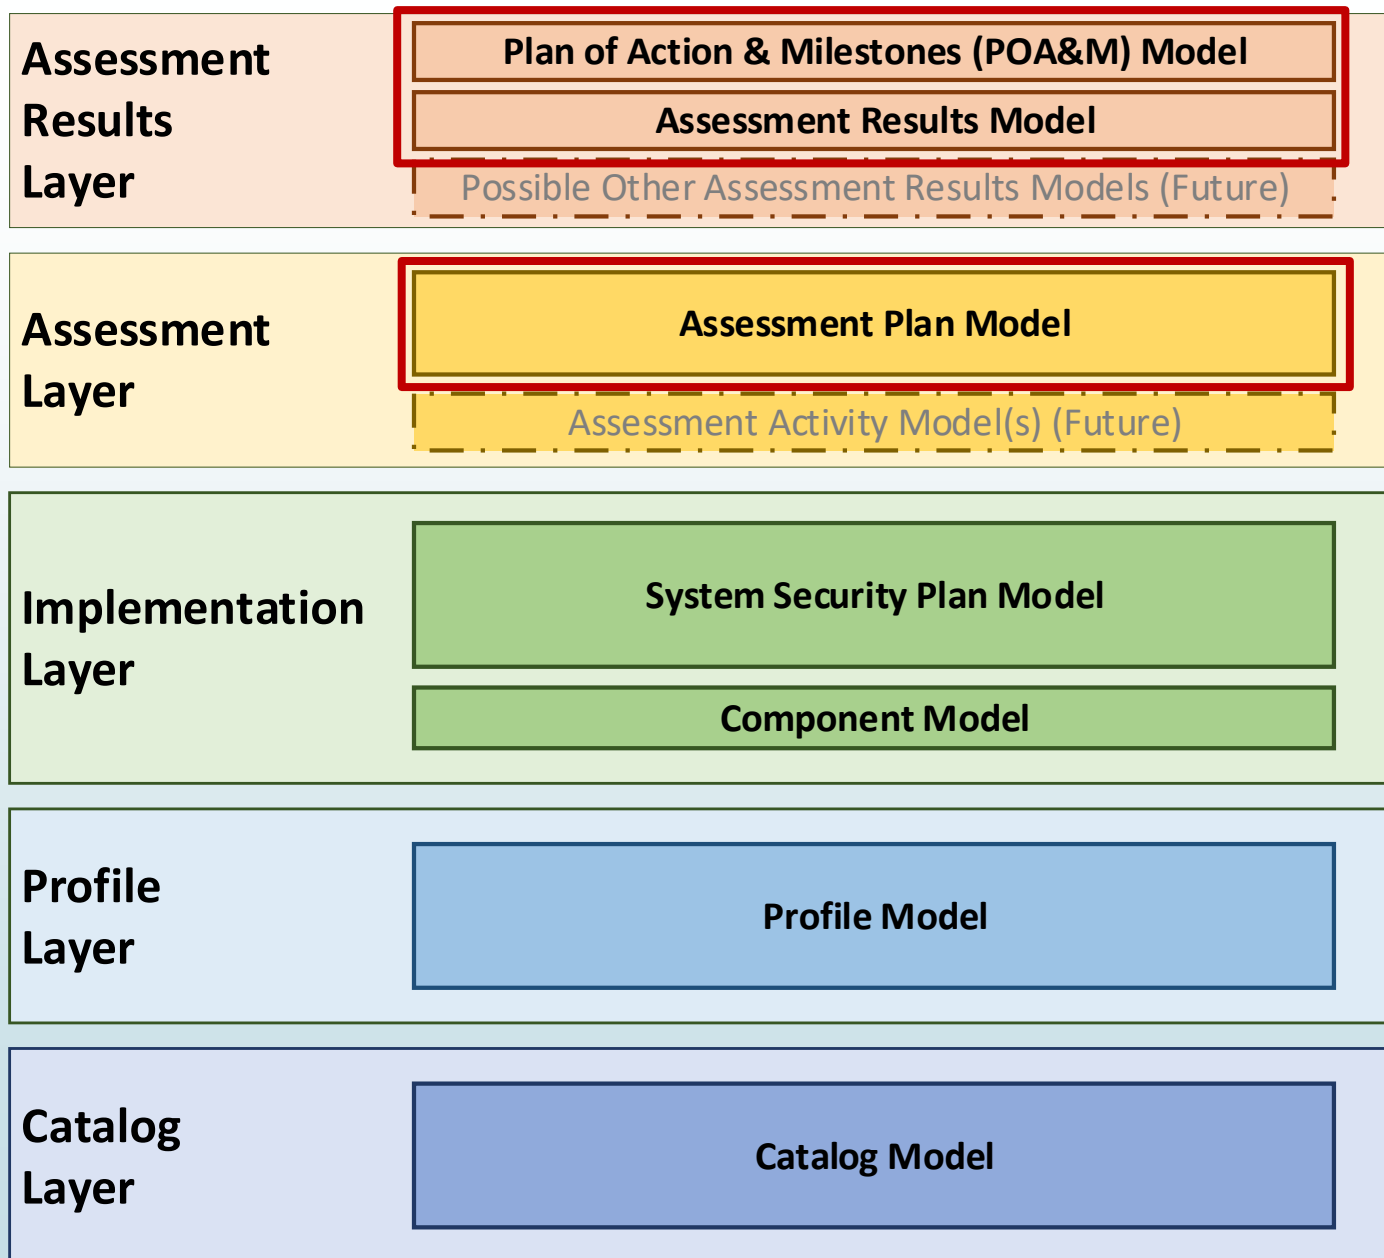 Assessment
Results
Layer
Plan of Action & Milestones (POA&M) Model
Assessment Results Model
Possible Other Assessment Results Models (Future)
Assessment
Layer
Assessment Plan Model
Assessment Activity Model(s) (Future)
Implementation
Layer
System Security Plan Model
Component Model
Profile
Layer
Profile Model
Catalog
Layer
Catalog Model